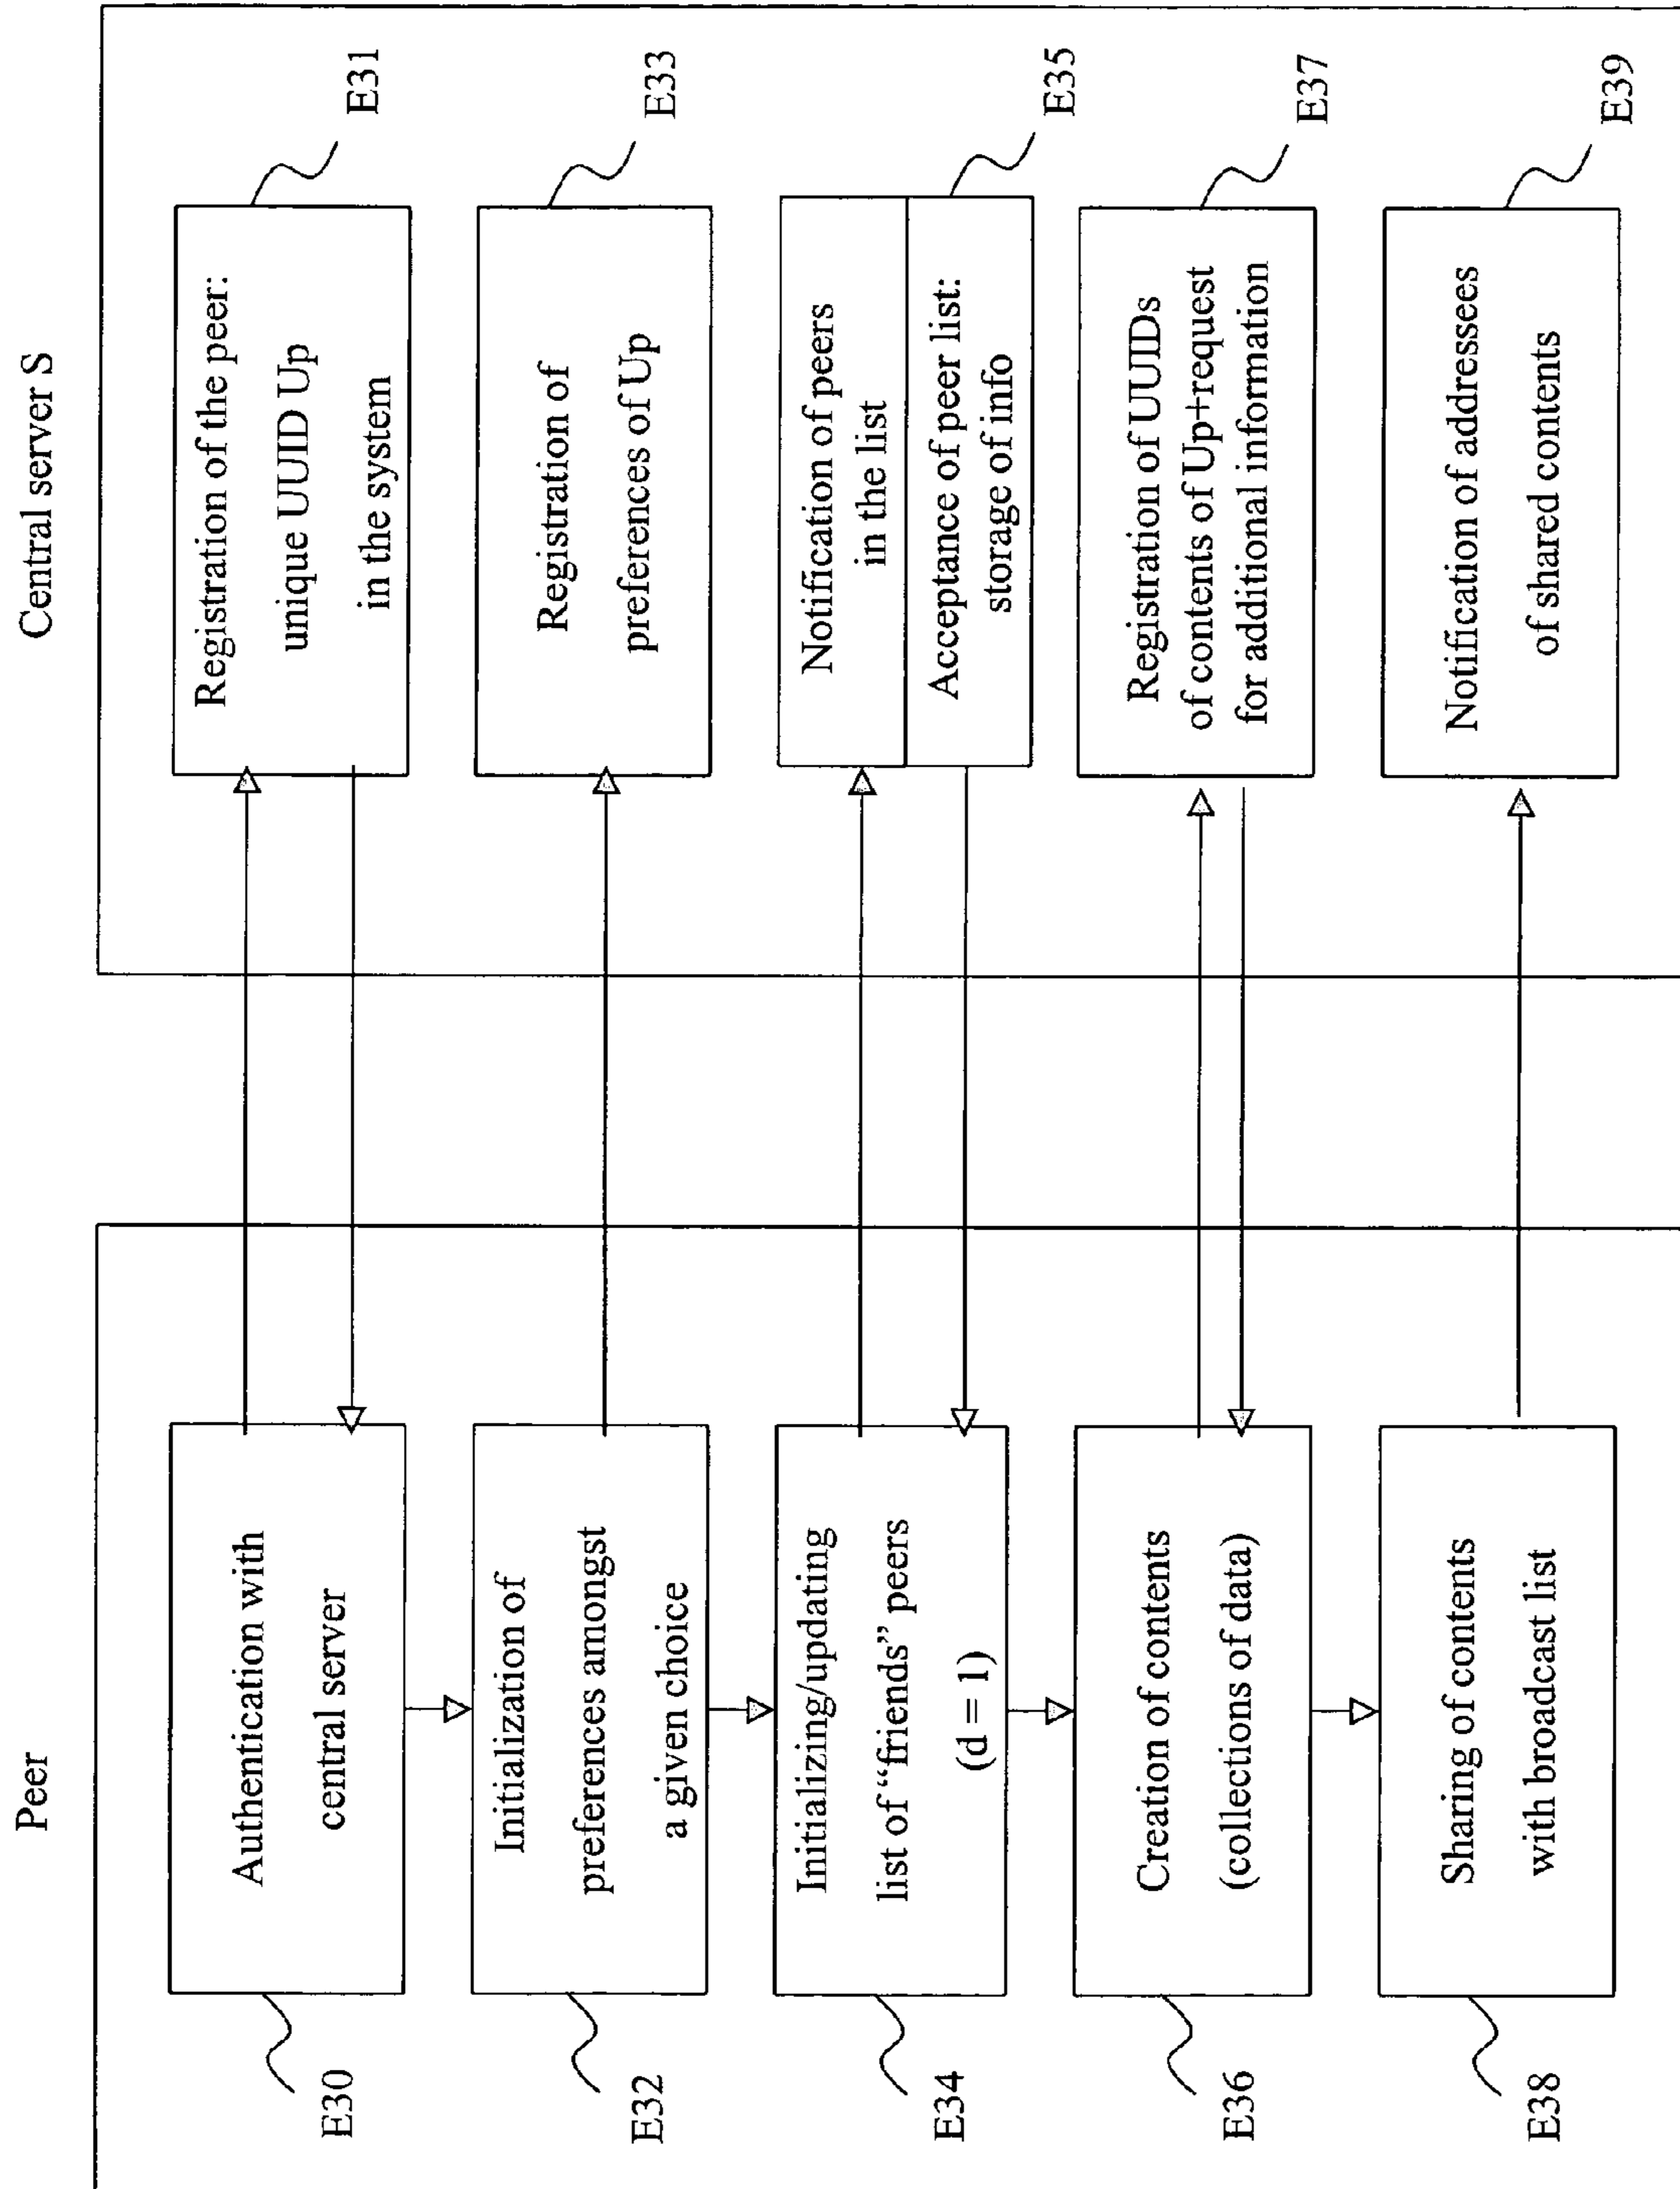 Peer
Central server S
E30
Authentication with
central server
Registration of the peer:
unique UUID Up
in the system
E31
E32
Initialization of
preferences amongst
a given choice
Registration of
preferences of Up
E33
E34
Initializing/updating
list of “friends” peers
(d = 1)
Notification of peers
in the list
Acceptance of peer list:
storage of info
E35
E36
Creation of contents
(collections of data)
Registration of UUIDs
of contents of Up+request
for additional information
E37
E38
Sharing of contents
with broadcast list
Notification of addressees
of shared contents
E39